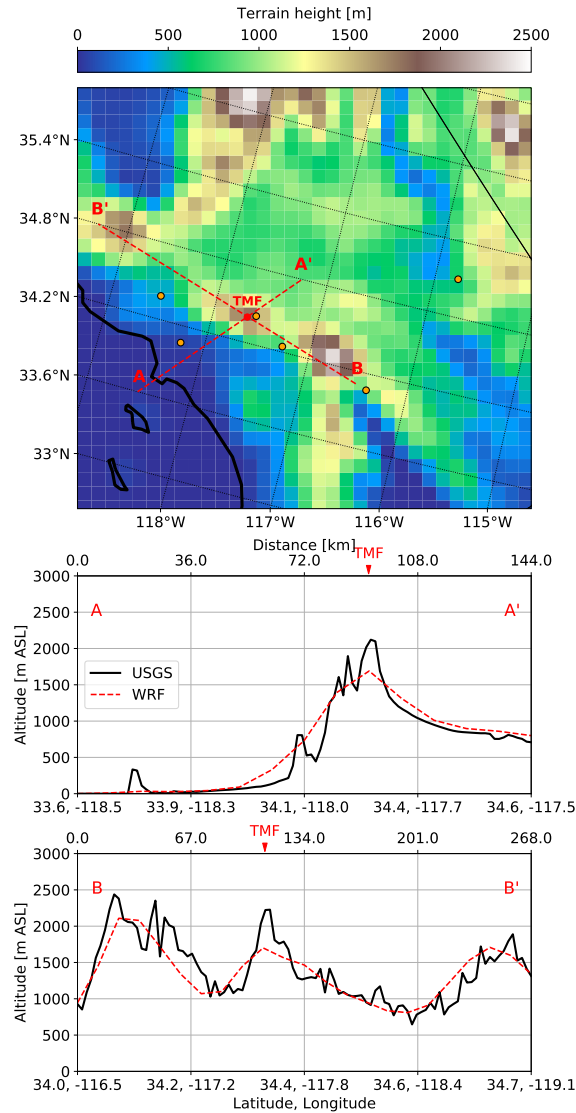 Terrain height [m]
0 500 1000 1500 2000 2500
35.4°N
34.8°N
34.2°N
33.6°N
33°N
B'
A'
TMF
B
A
118°W 117°W 116°W 115°W
Distance [km]
TMF
0.0 36.0 72.0 108.0 144.0
3000
2500
2000
1500
1000
500
0
Altitude [m ASL]
A A'
USGS
WRF
33.6, -118.5 33.9, -118.3 34.1, -118.0 34.4, -117.7 34.6, -117.5
0.0 67.0 134.0 201.0 268.0
TMF
3000
2500
2000
1500
1000
500
0
Altitude [m ASL]
B B'
34.0, -116.5 34.2, -117.2 34.4, -117.8 34.6, -118.4 34.7, -119.1
Latitude, Longitude